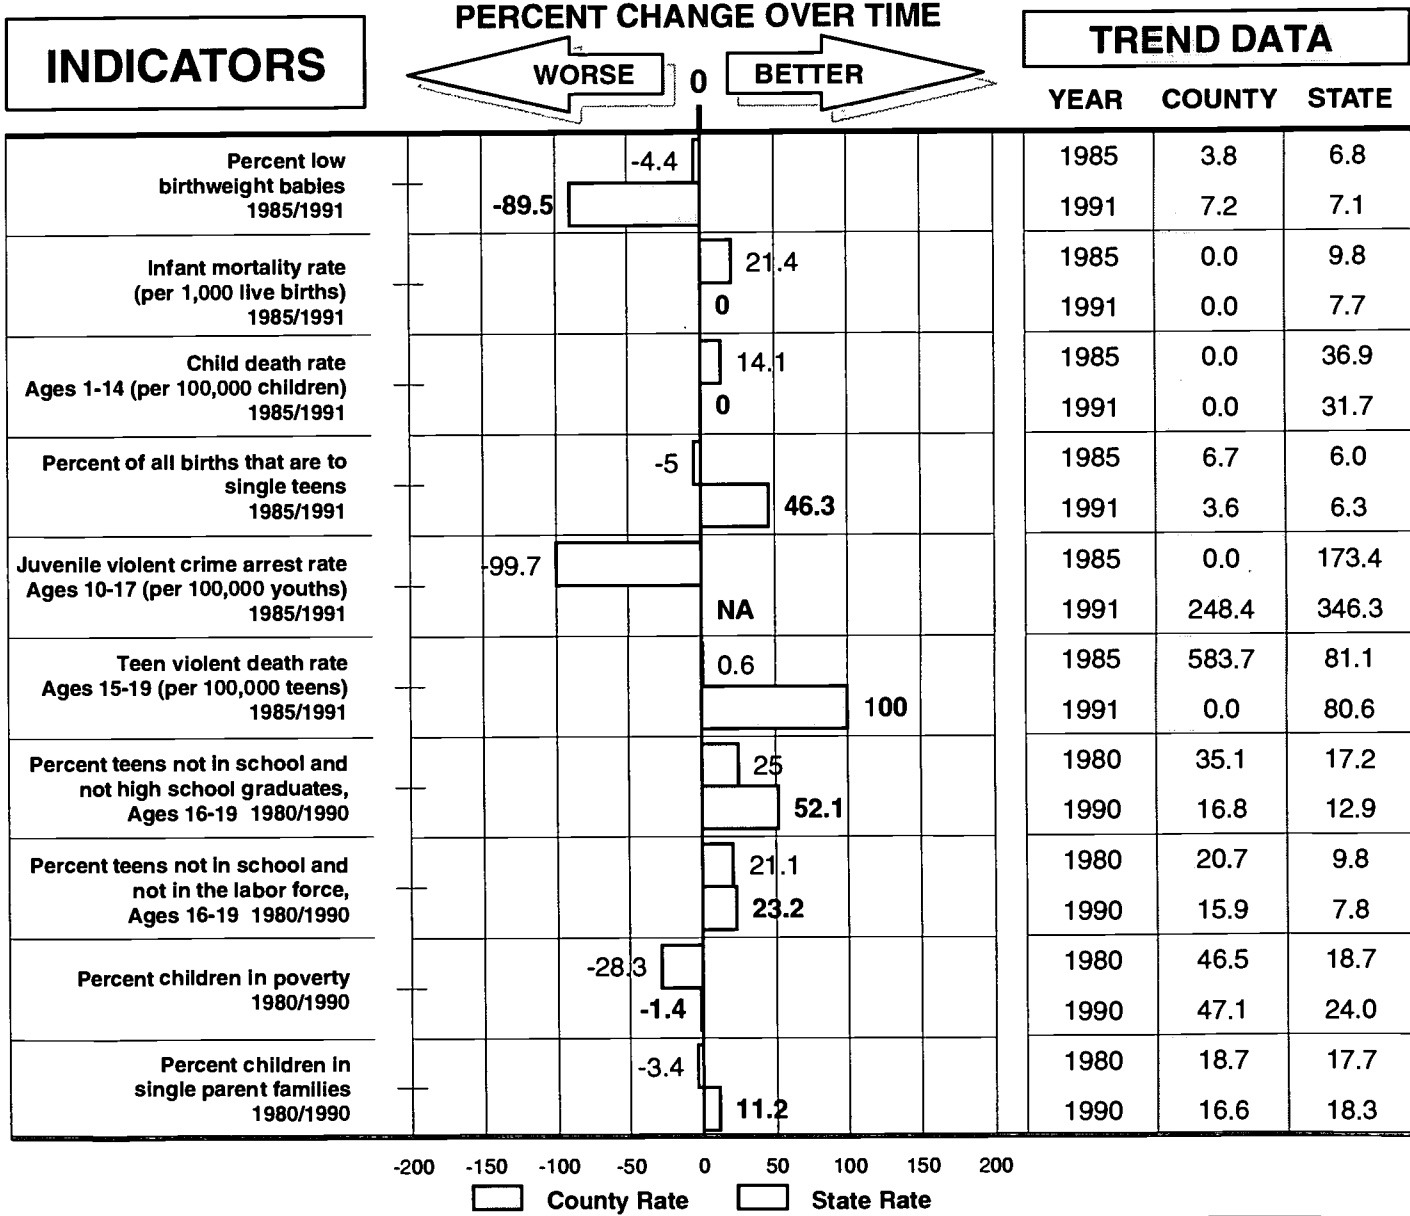 PERCENT CHANGE OVER TIME
INDICATORS
WORSE 0 BETTER
TREND DATA
YEAR COUNTY STATE
Percent low
birthweight babies
1985/1991
-4.4
-89.5
1985 3.8 6.8
1991 7.2 7.1
Infant mortality rate
(per 1,000 live births)
1985/1991
21.4
0
1985 0.0 9.8
1991 0.0 7.7
Child death rate
Ages 1-14 (per 100,000 children)
1985/1991
14.1
0
1985 0.0 36.9
1991 0.0 31.7
Percent of all births that are to
single teens
1985/1991
-5
46.3
1985 6.7 6.0
1991 3.6 6.3
Juvenile violent crime arrest rate
Ages 10-17 (per 100,000 youths)
1985/1991
-99.7
NA
1985 0.0 173.4
1991 248.4 346.3
Teen violent death rate
Ages 15-19 (per 100,000 teens)
1985/1991
0.6
100
1985 583.7 81.1
1991 0.0 80.6
Percent teens not in school and
not high school graduates,
Ages 16-19 1980/1990
25
52.1
1980 35.1 17.2
1990 16.8 12.9
Percent teens not in school and
not in the labor force,
Ages 16-19 1980/1990
21.1
23.2
1980 20.7 9.8
1990 15.9 7.8
Percent children in poverty
1980/1990
-28.3
-1.4
1980 46.5 18.7
1990 47.1 24.0
Percent children in
single parent families
1980/1990
-3.4
11.2
1980 18.7 17.7
1990 16.6 18.3
-200 -150 -100 -50 0 50 100 150 200
County Rate State Rate